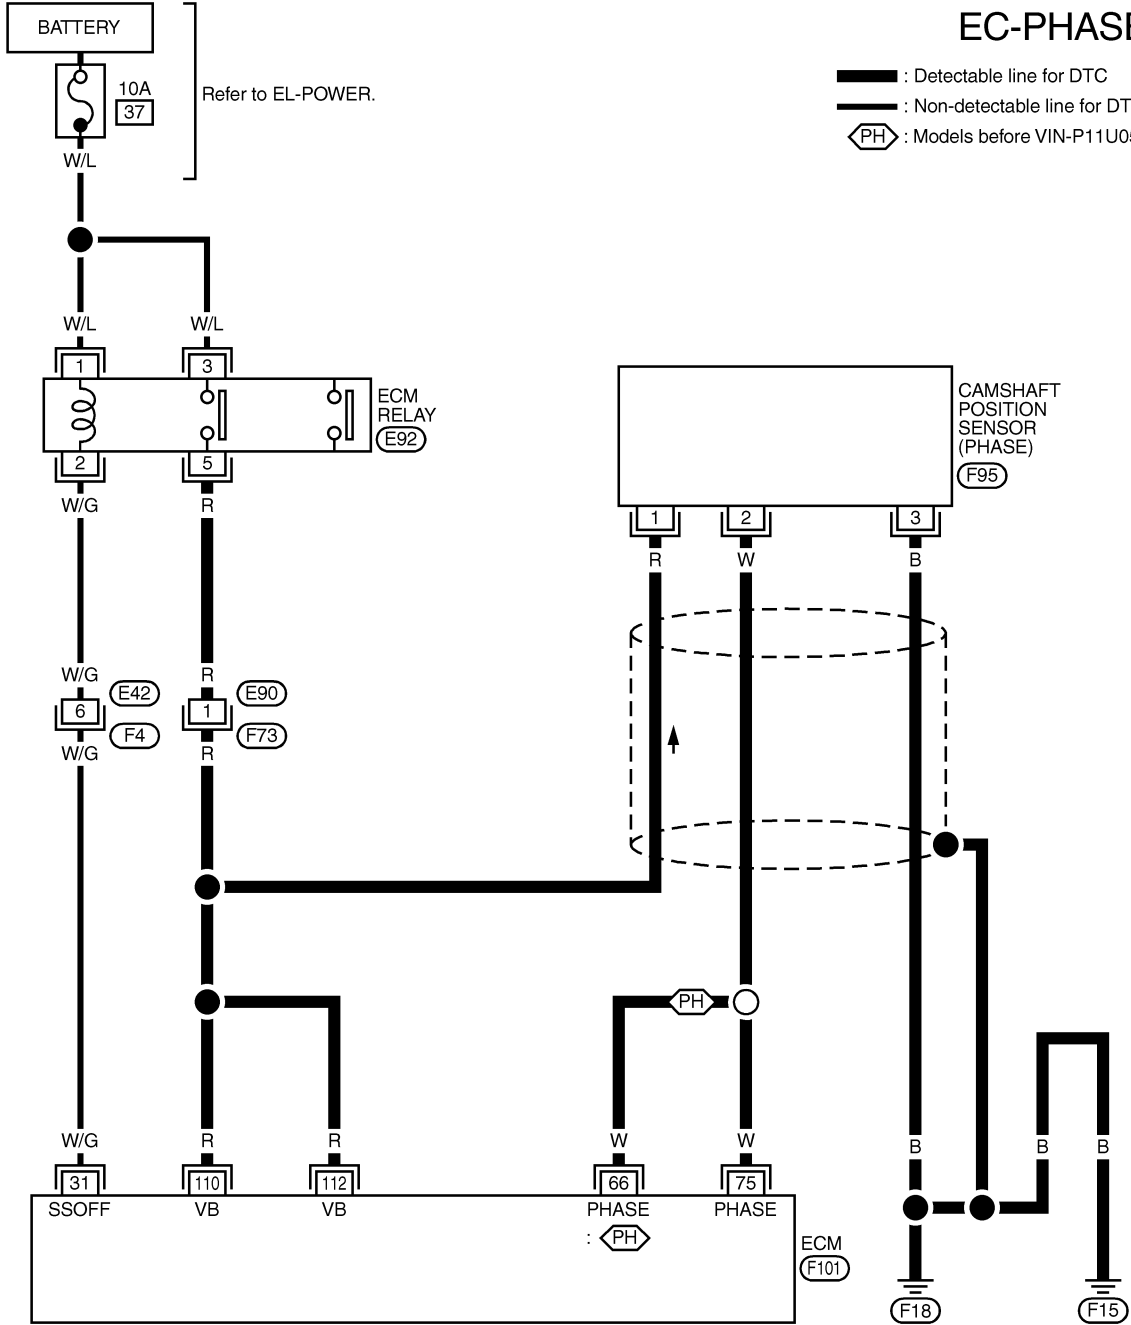 BATTERY
EC-PHASE
10A
37
Refer to EL-POWER.
: Detectable line for DTC
: Non-detectable line for DT
PH : Models before VIN-P11U0
W/L
W/L
W/L
1
3
ECM
RELAY
E92
2
5
W/G
R
CAMSHAFT
POSITION
SENSOR
(PHASE)
F95
1
2
3
R
W
B
W/G
R
E42
E90
6
1
F4
F73
W/G
R
PH
W/G
R
R
W
W
B
B
B
31
110
112
66
75
SSOFF
VB
VB
PHASE
PHASE
: PH
ECM
F101
F18
F15